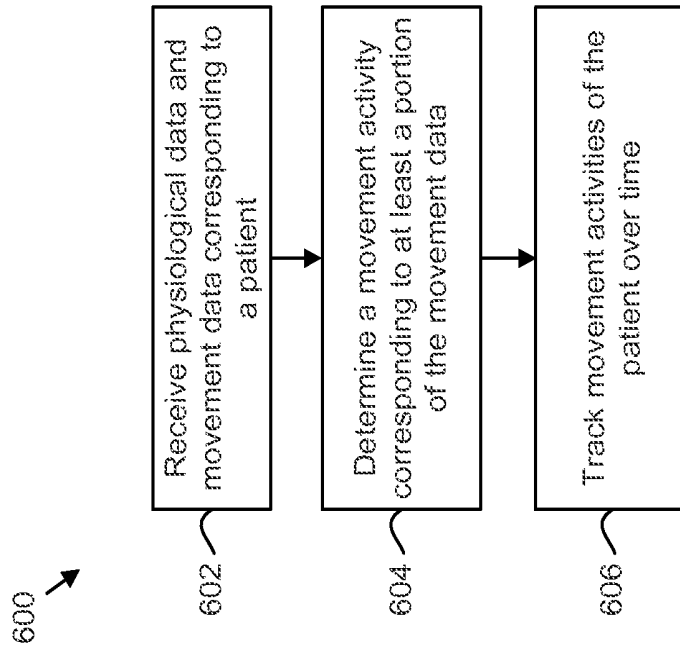 600
602
Receive physiological data and
movement data corresponding to
a patient
604
Determine a movement activity
corresponding to at least a portion
of the movement data
606
Track movement activities of the
patient over time